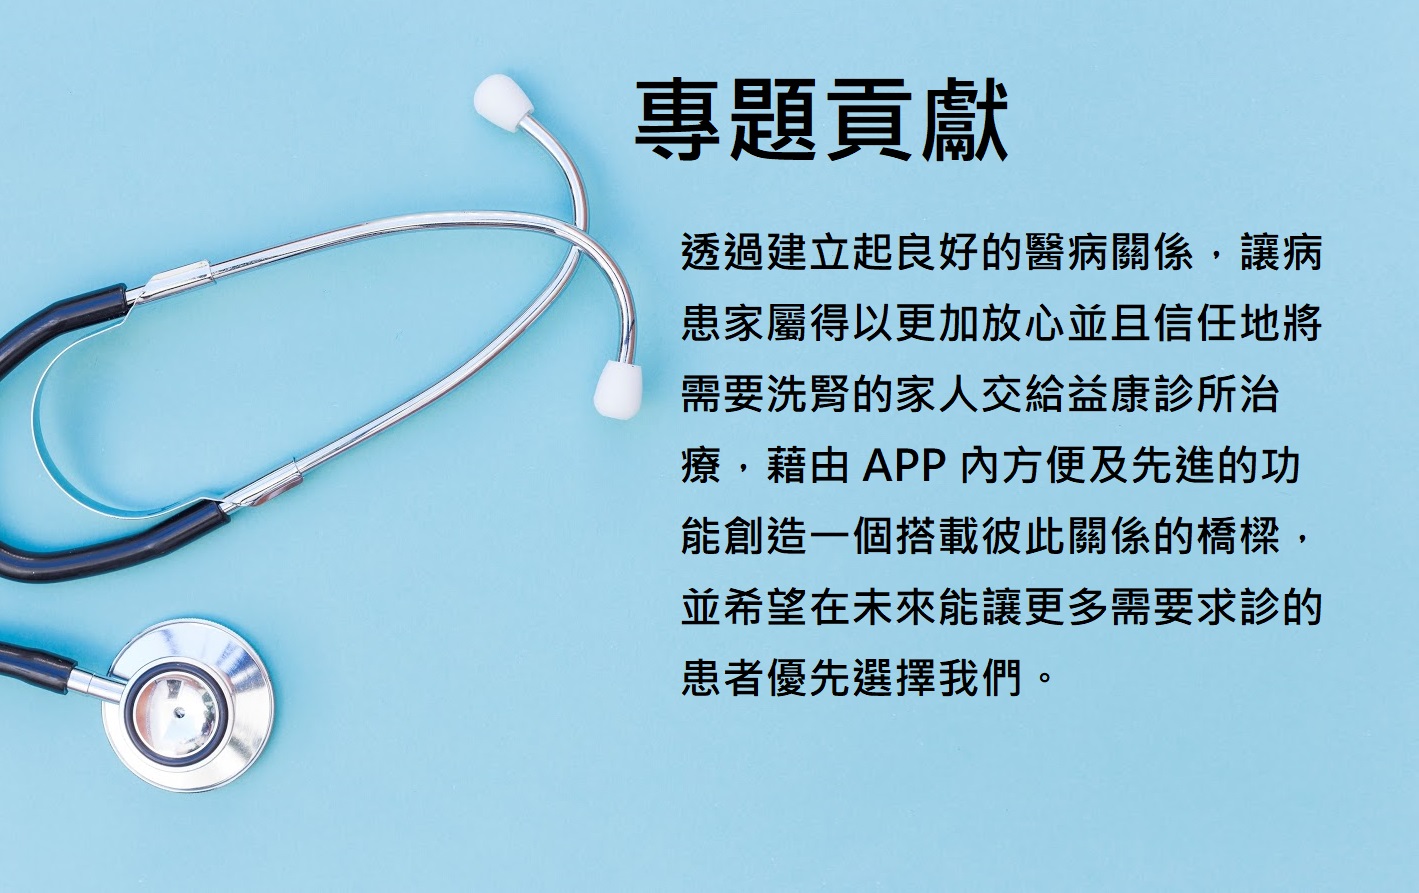 專題貢獻
透過建立起良好的醫病關係，讓病
患家屬得以更加放心並且信任地將
需要洗腎的家人交給益康診所治
療，藉由 APP 內方便及先進的功
能創造一個搭載彼此關係的橋樑，
並希望在未來能讓更多需要求診的
患者優先選擇我們。